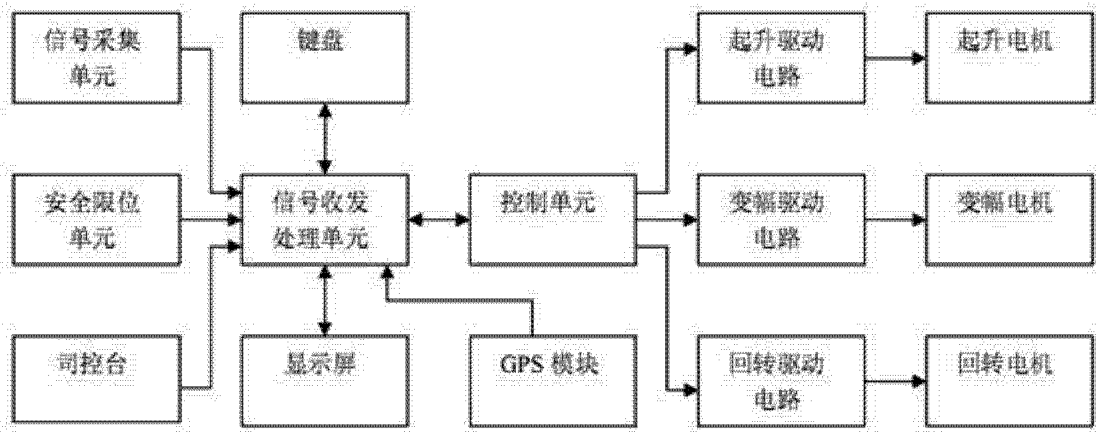 信号采集
单元
键盘
起升驱动
电路
起升电机
安全限位
单元
信号收发
处理单元
控制单元
变幅驱动
电路
变幅电机
司控台
显示屏
GPS 模块
回转驱动
电路
回转电机